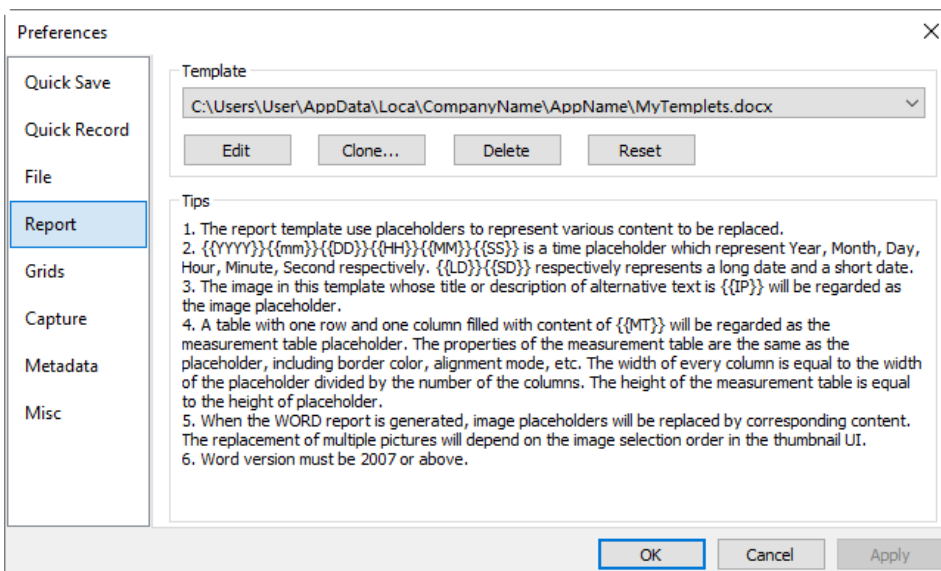 Preferences
Quick Save
Quick Record
File
Report
Grids
Capture
Metadata
Misc
Template
C:\Users\User\AppData\Loca\CompanyName\AppName\MyTemplets.docx
Edit
Clone...
Delete
Reset
Tips
1. The report template use placeholders to represent various content to be replaced.
2. {{YYYY}}{{mm}}{{DD}}{{HH}}{{MM}}{{SS}} is a time placeholder which represent Year, Month, Day,
Hour, Minute, Second respectively. {{LD}}{{SD}} respectively represents a long date and a short date.
3. The image in this template whose title or description of alternative text is {{IP}} will be regarded as
the image placeholder.
4. A table with one row and one column filled with content of {{MT}} will be regarded as the
measurement table placeholder. The properties of the measurement table are the same as the
placeholder, including border color, alignment mode, etc. The width of every column is equal to the width
of the placeholder divided by the number of the columns. The height of the measurement table is equal
to the height of placeholder.
5. When the WORD report is generated, image placeholders will be replaced by corresponding content.
The replacement of multiple pictures will depend on the image selection order in the thumbnail UI.
6. Word version must be 2007 or above.
OK
Cancel
Apply